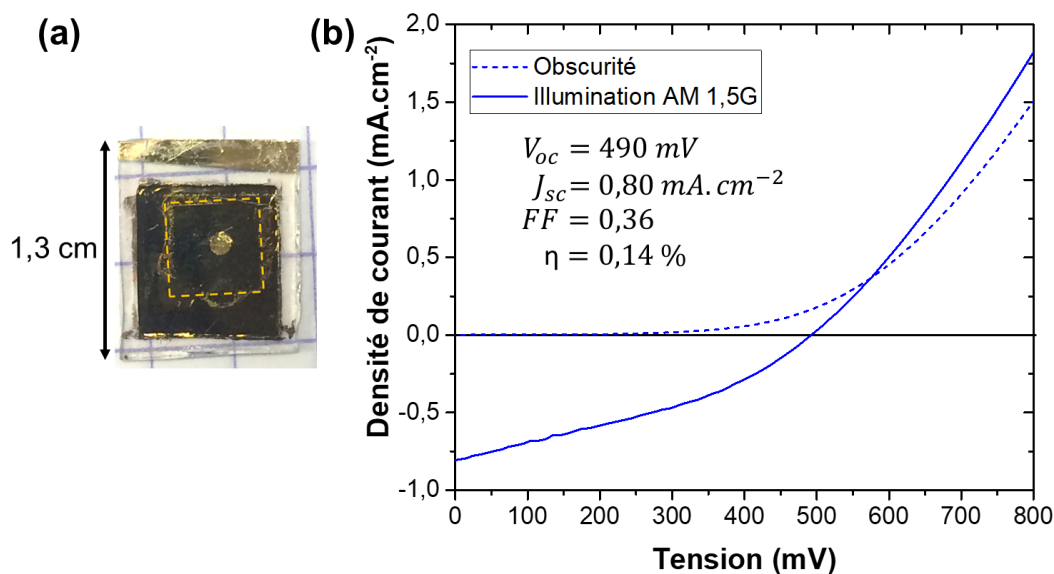 (a)
1,3 cm
(b)
Densité de courant (mA.cm-2)
2,0
1,5
1,0
0,5
0,0
-0,5
-1,0
Obscurité
Illumination AM 1,5G
Voc = 490 mV
Jsc= 0,80 mA.cm−2
FF = 0,36
η = 0,14 %
0 100 200 300 400 500 600 700 800
Tension (mV)